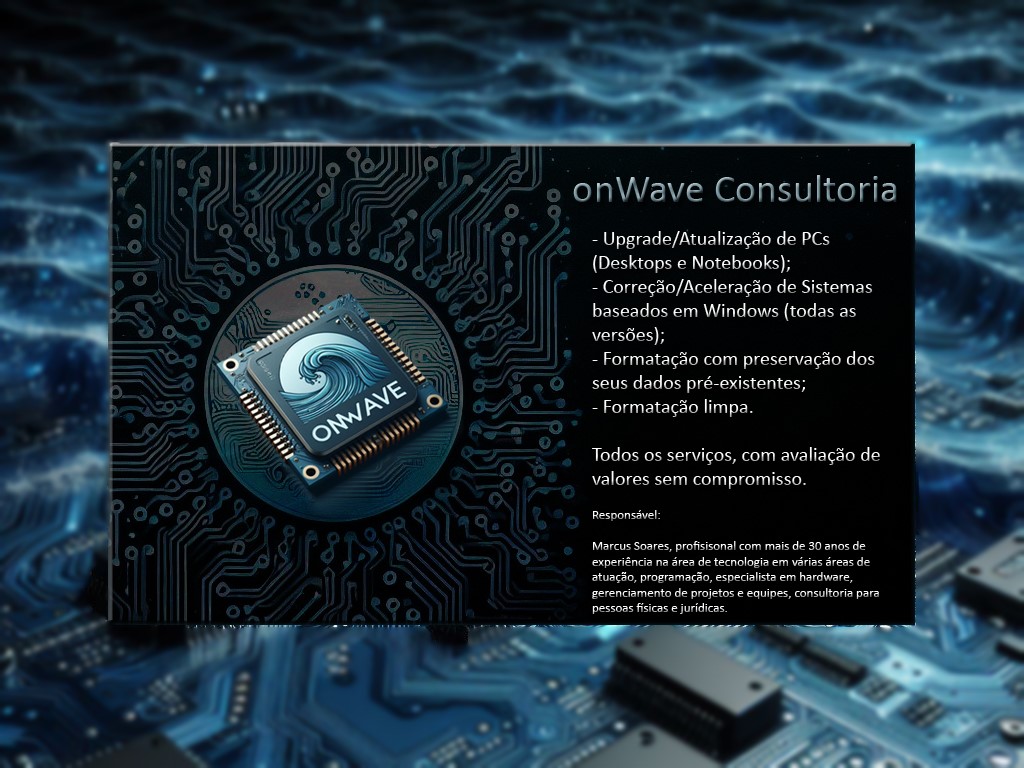 onWave Consultoria
- Upgrade/Atualização de PCs
(Desktops e Notebooks);
- Correção/Aceleração de Sistemas
baseados em Windows (todas as
versões);
- Formatação com preservação dos
seus dados pré-existentes;
- Formatação limpa.
Todos os serviços, com avaliação de
valores sem compromisso.
Responsável:
Marcus Soares, profisisonal com mais de 30 anos de
experiência na área de tecnologia em várias áreas de
atuação, programação, especialista em hardware,
gerenciamento de projetos e equipes, consultoria para
pessoas físicas e jurídicas.
ONWAVE